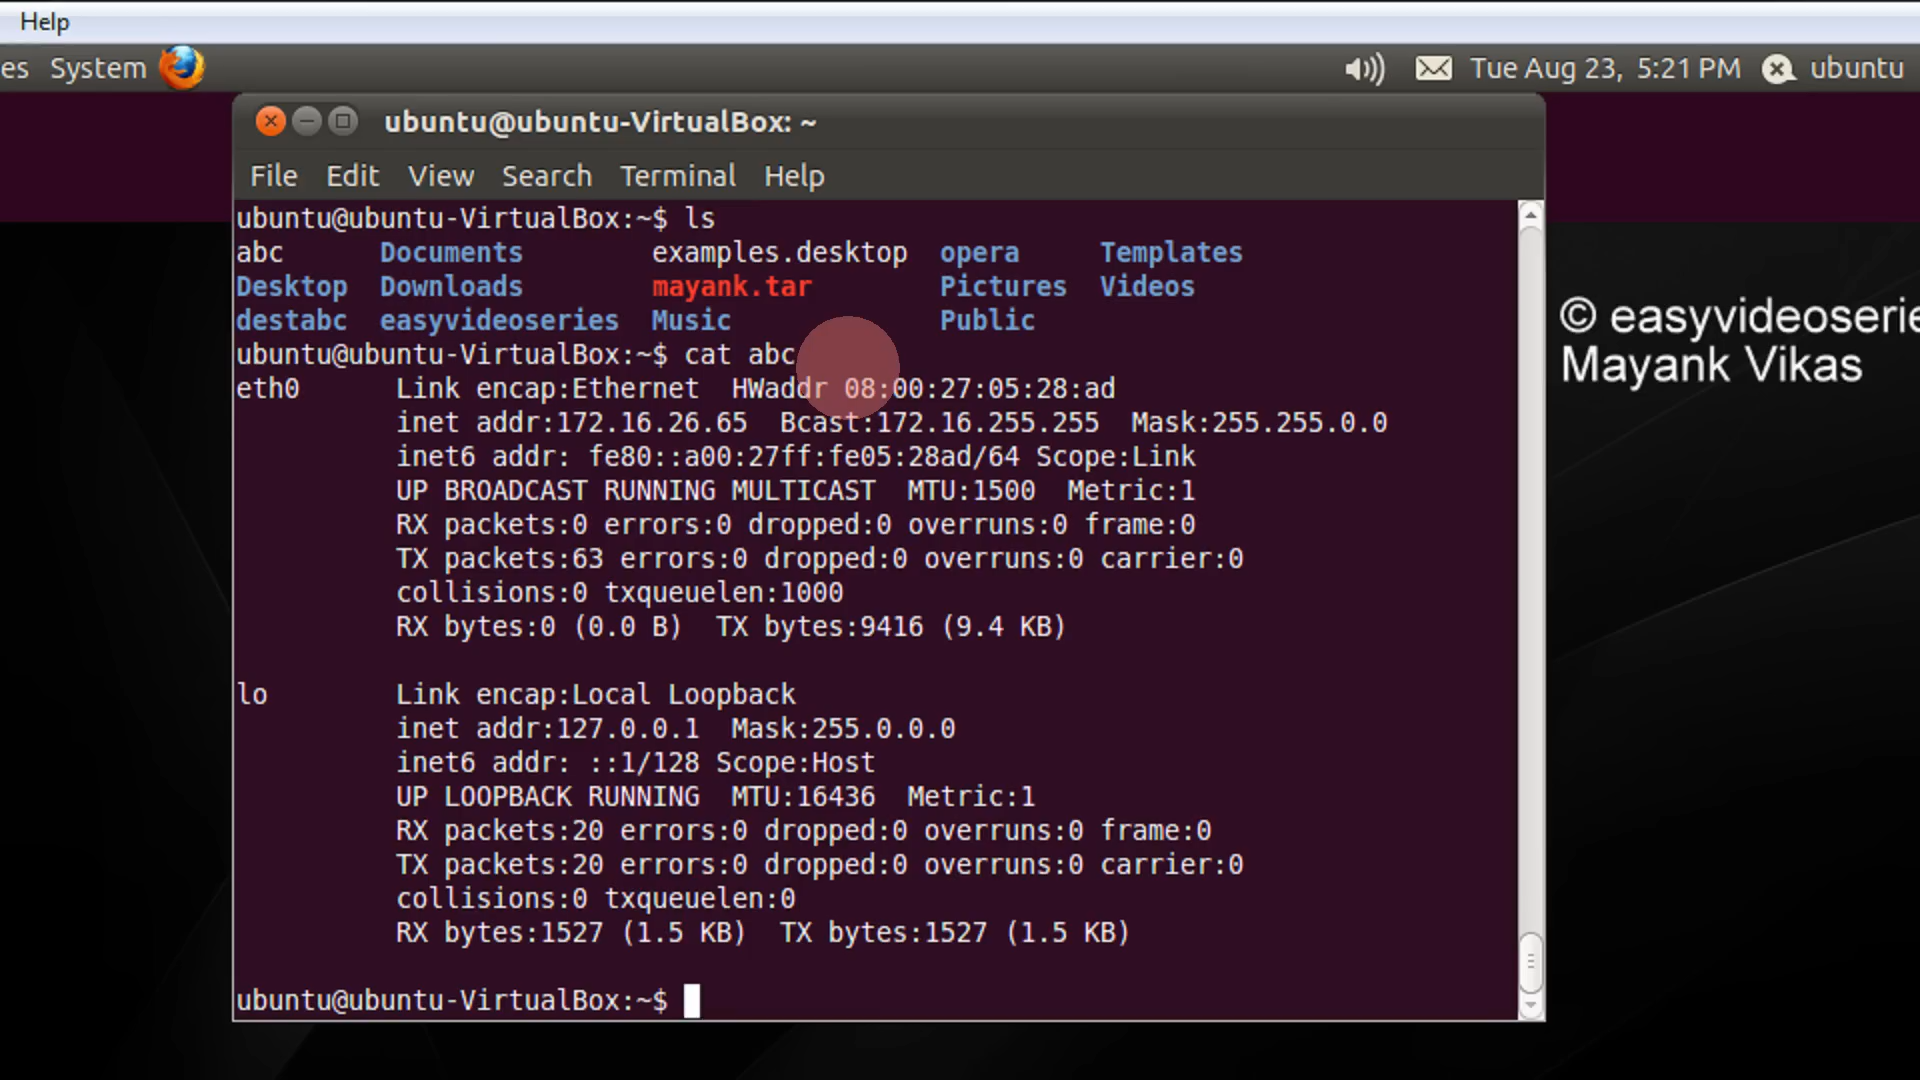 Help
es System Tue Aug 23, 5:21 PM ubuntu
ubuntu@ubuntu-VirtualBox: ~
File Edit View Search Terminal Help
ubuntu@ubuntu-VirtualBox:~$ ls
abc Documents examples.desktop opera Templates
Desktop Downloads mayank.tar Pictures Videos
destabc easyvideoseries Music Public
ubuntu@ubuntu-VirtualBox:~$ cat abc
eth0 Link encap:Ethernet HWaddr 08:00:27:05:28:ad
inet addr:172.16.26.65 Bcast:172.16.255.255 Mask:255.255.0.0
inet6 addr: fe80::a00:27ff:fe05:28ad/64 Scope:Link
UP BROADCAST RUNNING MULTICAST MTU:1500 Metric:1
RX packets:0 errors:0 dropped:0 overruns:0 frame:0
TX packets:63 errors:0 dropped:0 overruns:0 carrier:0
collisions:0 txqueuelen:1000
RX bytes:0 (0.0 B) TX bytes:9416 (9.4 KB)
lo Link encap:Local Loopback
inet addr:127.0.0.1 Mask:255.0.0.0
inet6 addr: ::1/128 Scope:Host
UP LOOPBACK RUNNING MTU:16436 Metric:1
RX packets:20 errors:0 dropped:0 overruns:0 frame:0
TX packets:20 errors:0 dropped:0 overruns:0 carrier:0
collisions:0 txqueuelen:0
RX bytes:1527 (1.5 KB) TX bytes:1527 (1.5 KB)
ubuntu@ubuntu-VirtualBox:~$
© easyvideoserie
Mayank Vikas